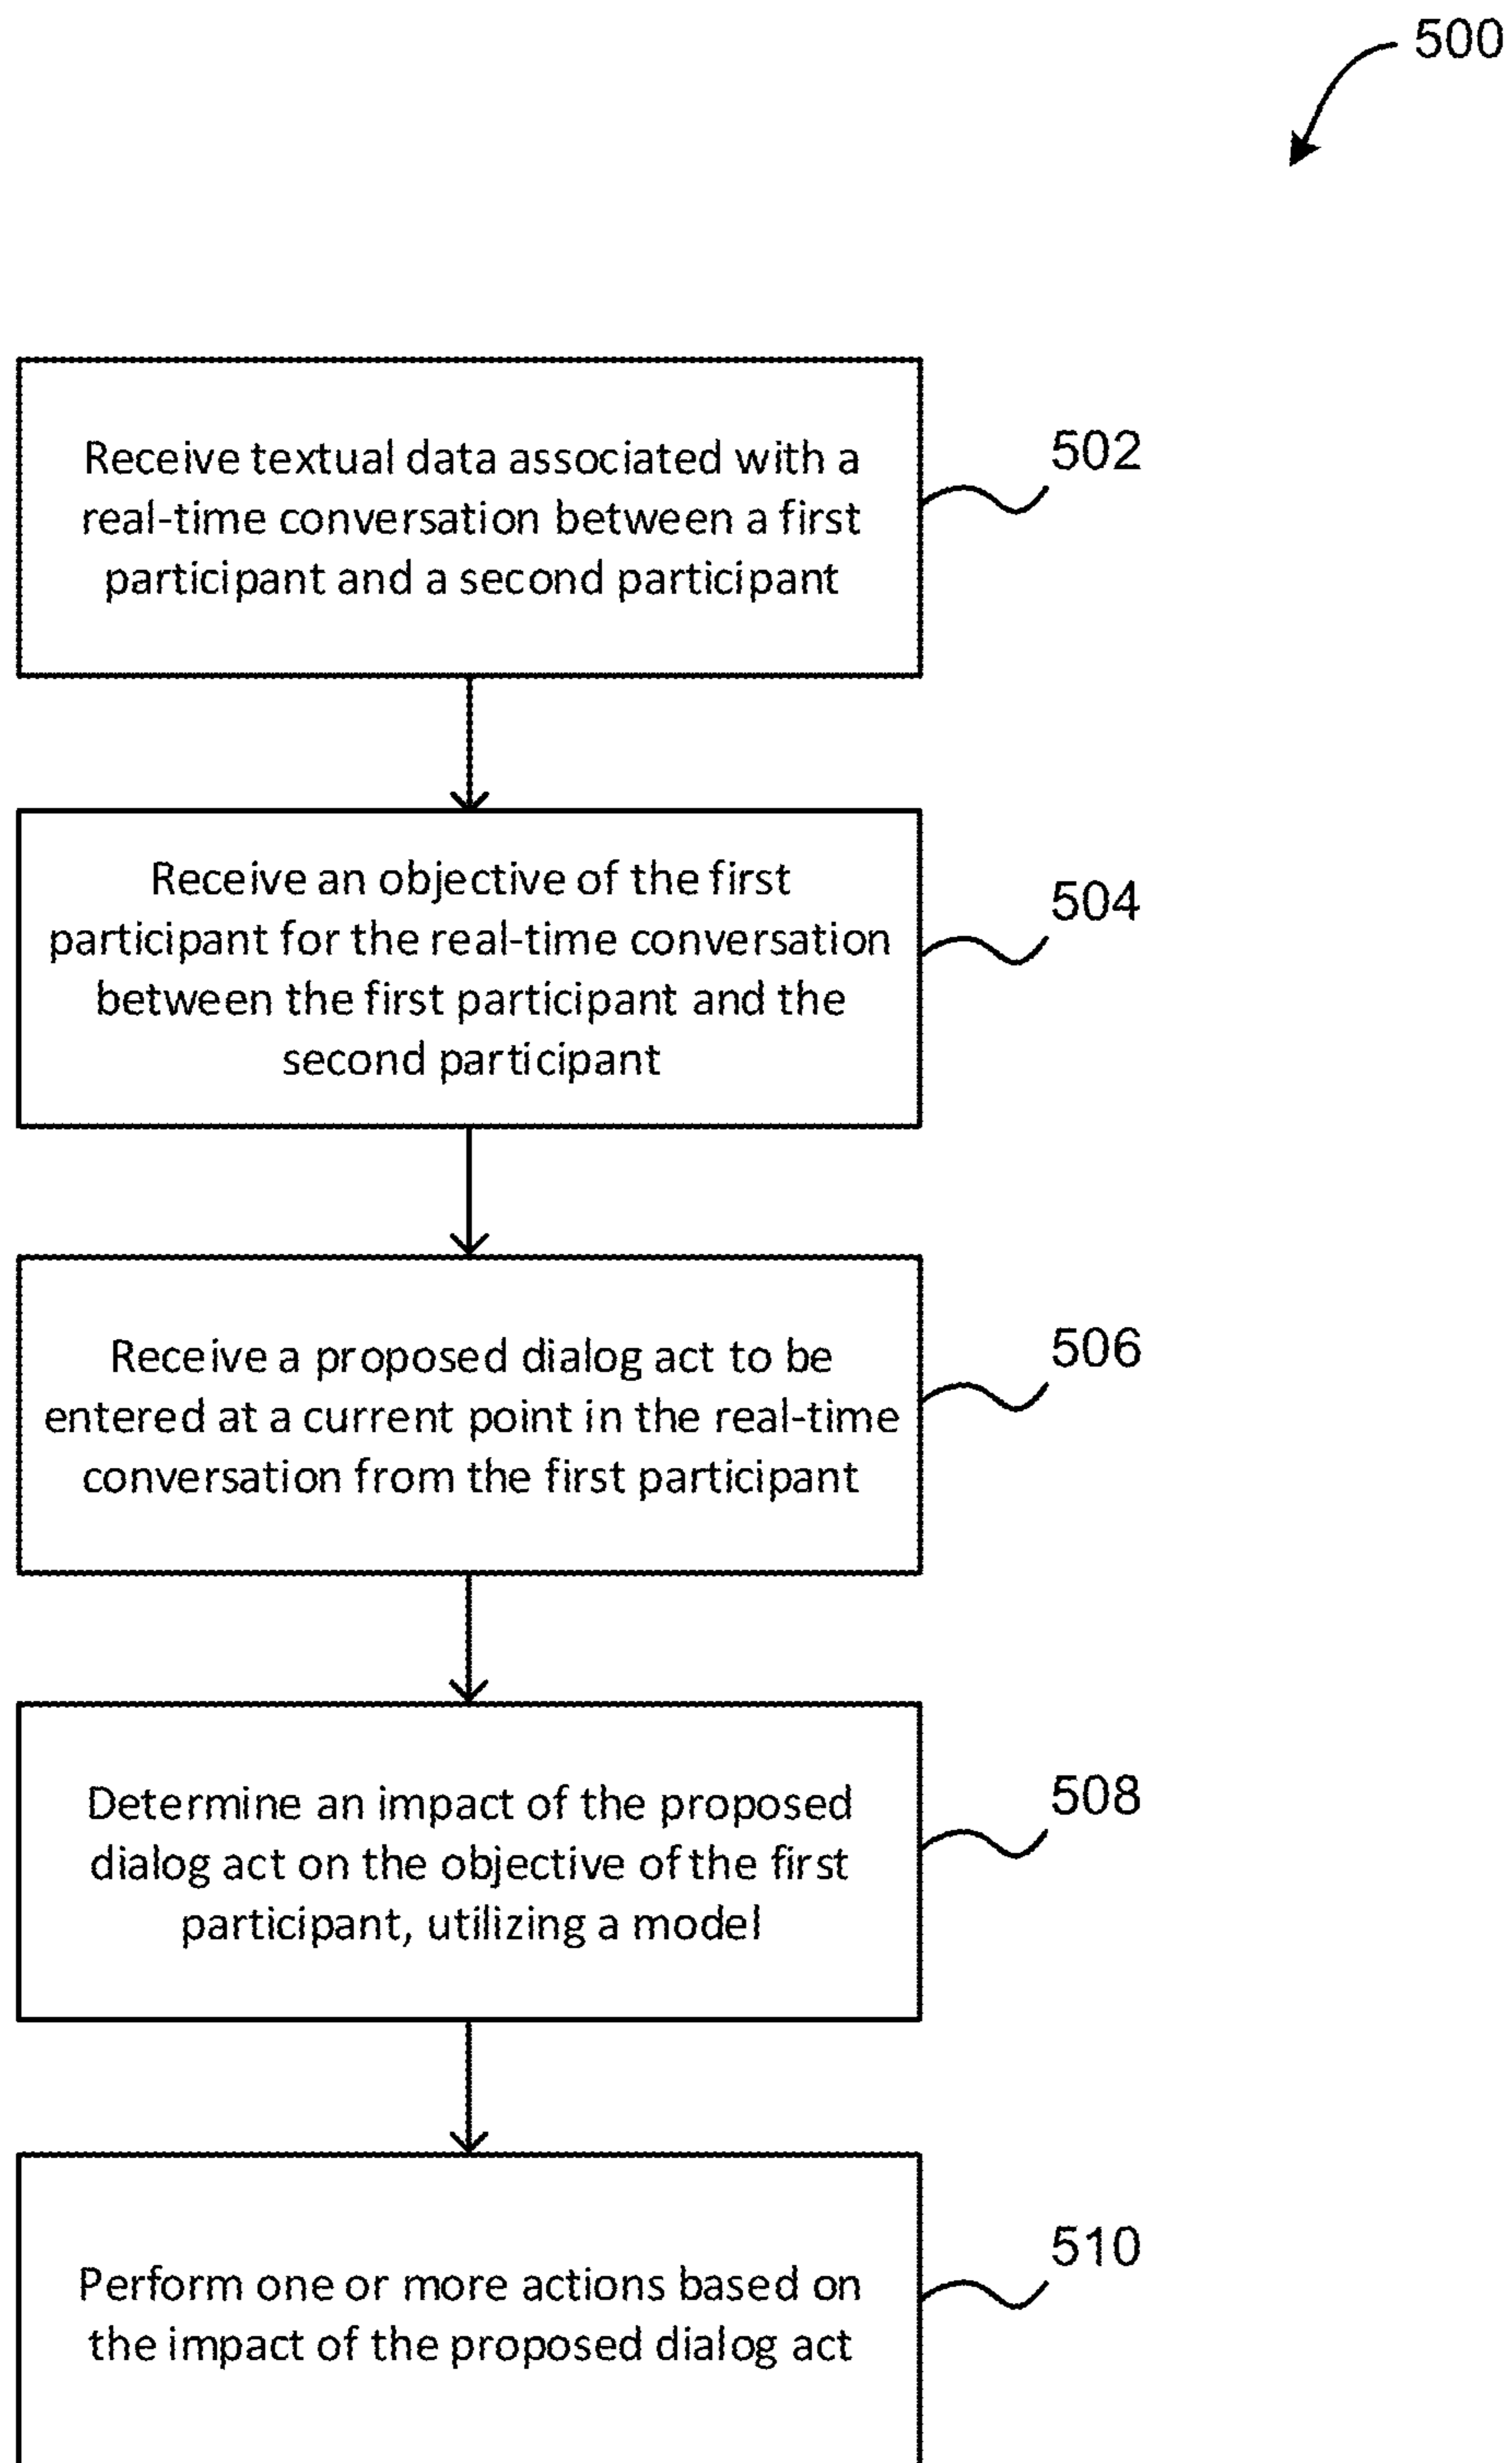 500
Receive textual data associated with a
real-time conversation between a first
participant and a second participant
502
Receive an objective of the first
participant for the real-time conversation
between the first participant and the
second participant
504
Receive a proposed dialog act to be
entered at a current point in the real-time
conversation from the first participant
506
Determine an impact of the proposed
dialog act on the objective of the first
participant, utilizing a model
508
Perform one or more actions based on
the impact of the proposed dialog act
510